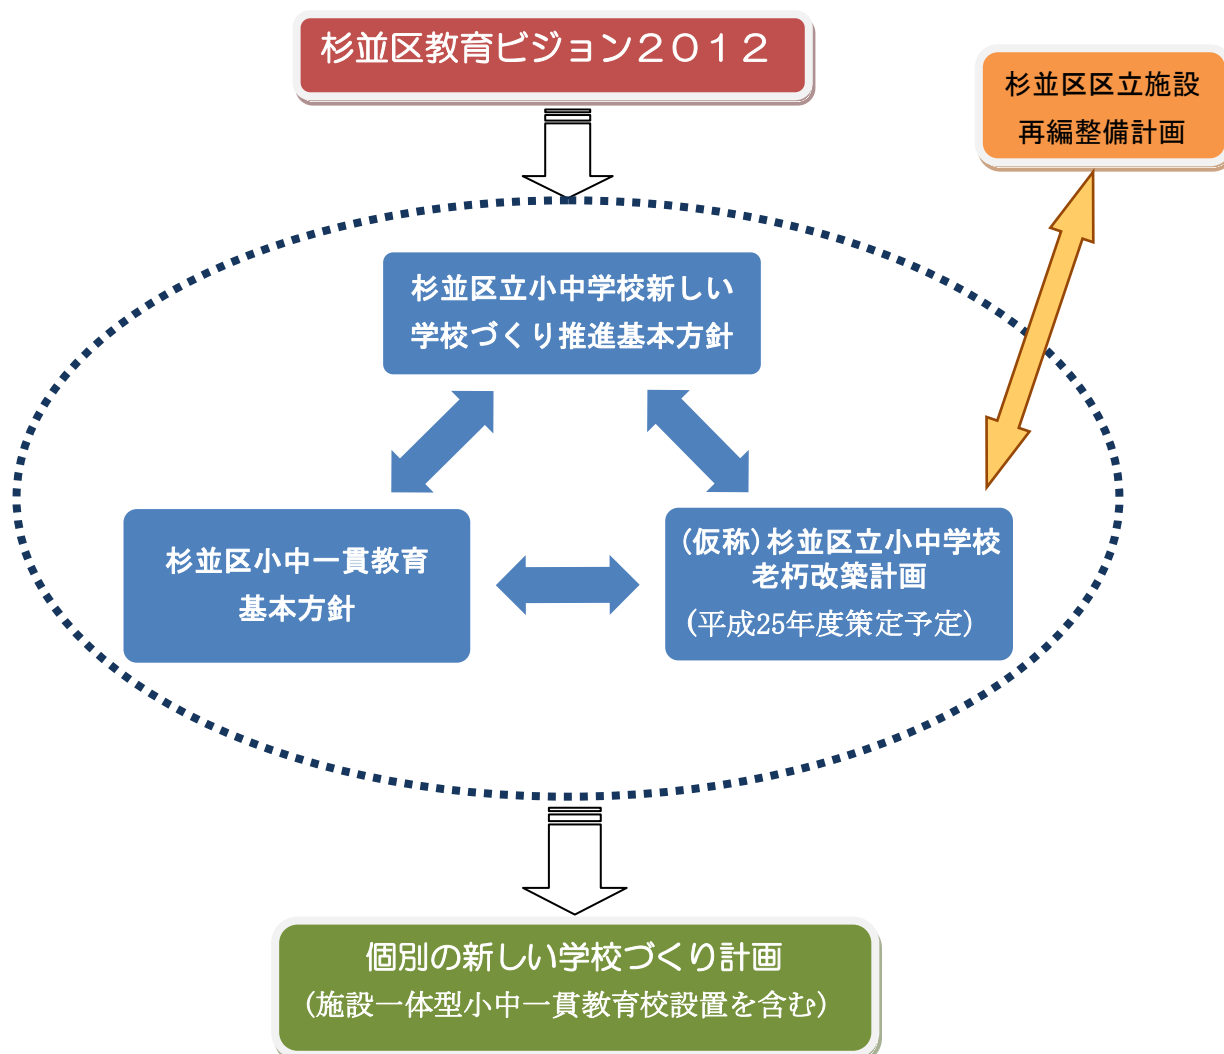 杉並区教育ビジョン２０１２
杉並区区立施設
再編整備計画
杉並区立小中学校新しい
学校づくり推進基本方針
杉並区小中一貫教育
基本方針
(仮称)杉並区立小中学校
老朽改築計画
(平成25年度策定予定)
個別の新しい学校づくり計画
(施設一体型小中一貫教育校設置を含む)